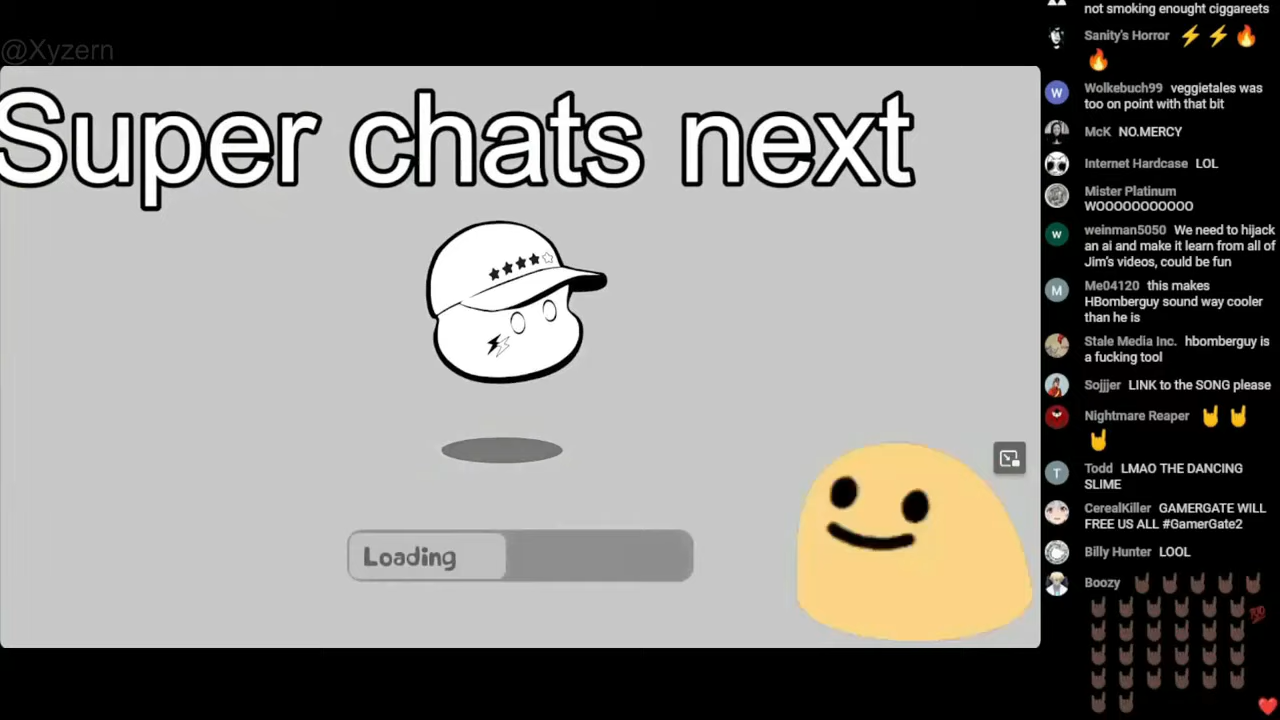 not smoking enought ciggareets
@Xyzern
Super chats next
Loading
Sanity's Horror
Wolkebuch99 veggietales was
too on point with that bit
McK NO.MERCY
Internet Hardcase LOL
Mister Platinum
WOOOOOOOOOOO
weinman5050 We need to hijack
an ai and make it learn from all of
Jim's videos, could be fun
Me04120 this makes
HBomberguy sound way cooler
than he is
Stale Media Inc. hbomberguy is
a fucking tool
Sojjjer LINK to the SONG please
Nightmare Reaper
Todd LMAO THE DANCING
SLIME
CerealKiller GAMERGATE WILL
FREE US ALL #GamerGate2
Billy Hunter LOOL
Boozy
W
w
M
T